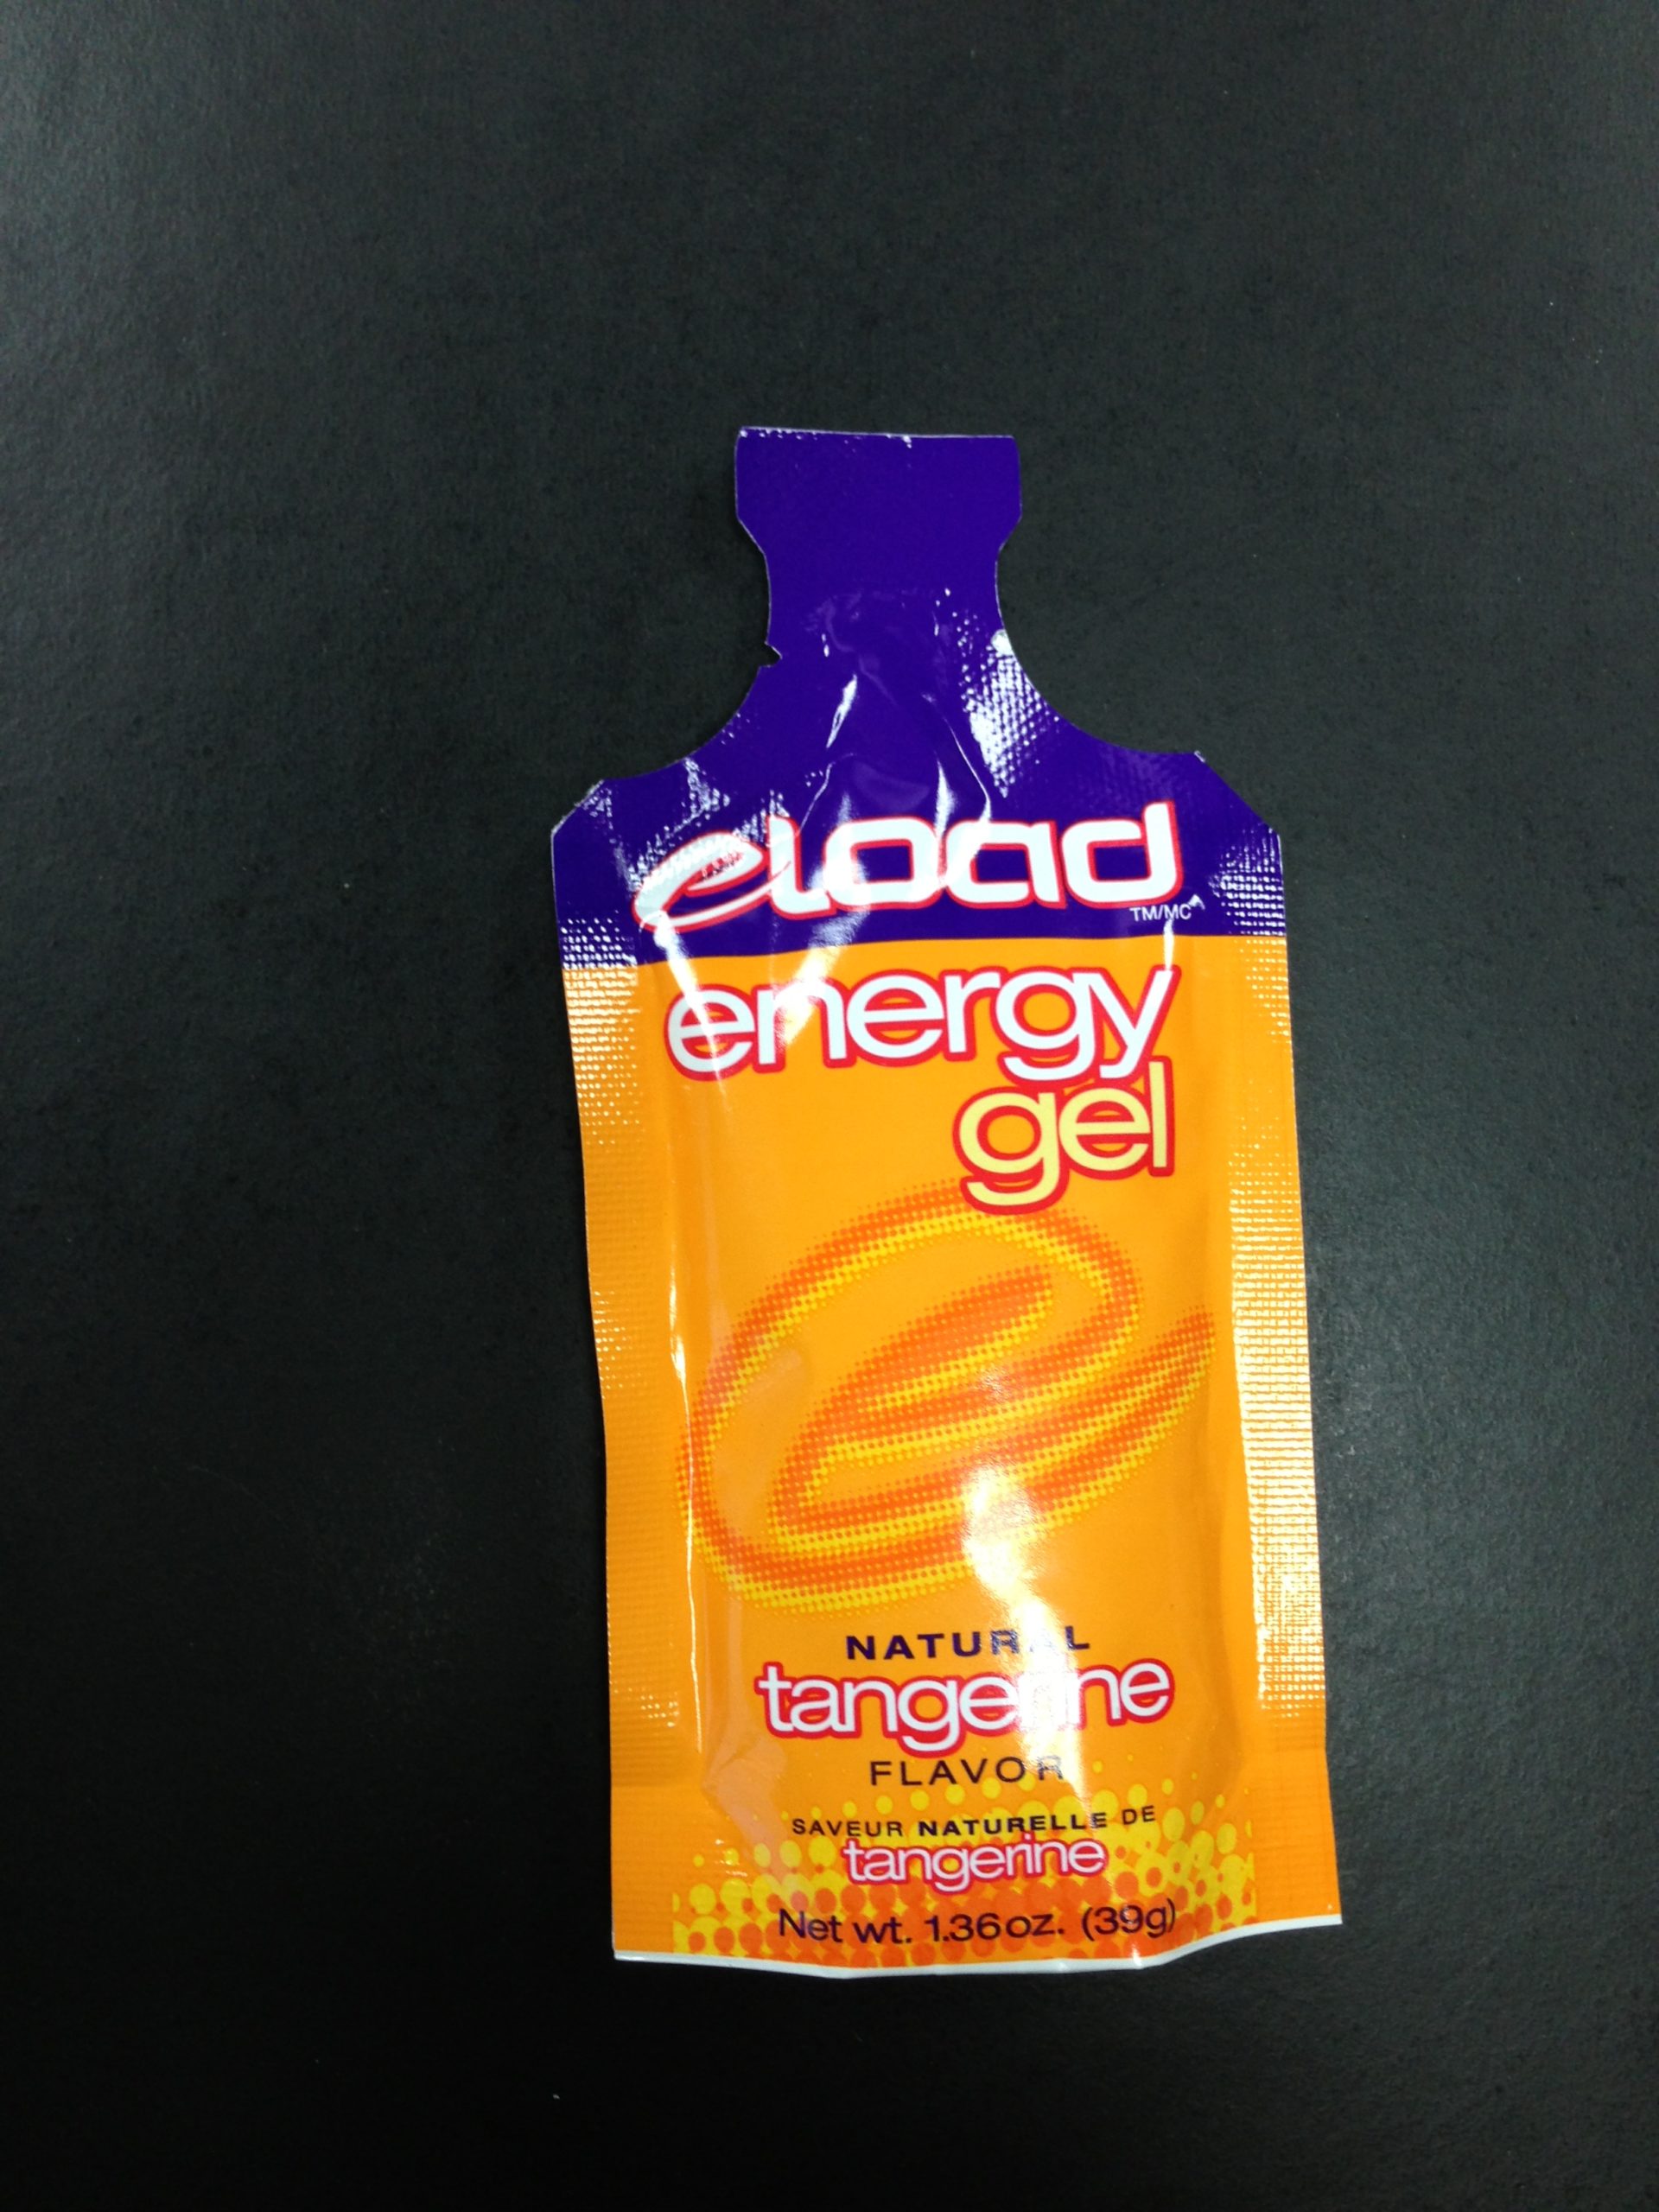 eLoad
TM/MC
energy
gel
e
NATURAL
tangerine
FLAVOR
SAVEUR NATURELLE DE
tangerine
Net wt. 1.36 oz. (39g)